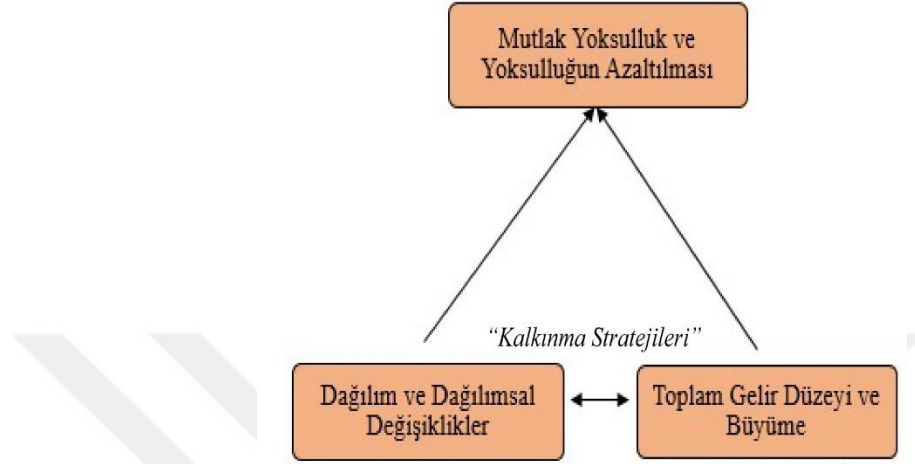 Mutlak Yoksulluk ve
Yoksulluğun Azaltılması
“Kalkınma Stratejileri”
Dağılım ve Dağılımsal
Değişiklikler
Toplam Gelir Düzeyi ve
Büyüme